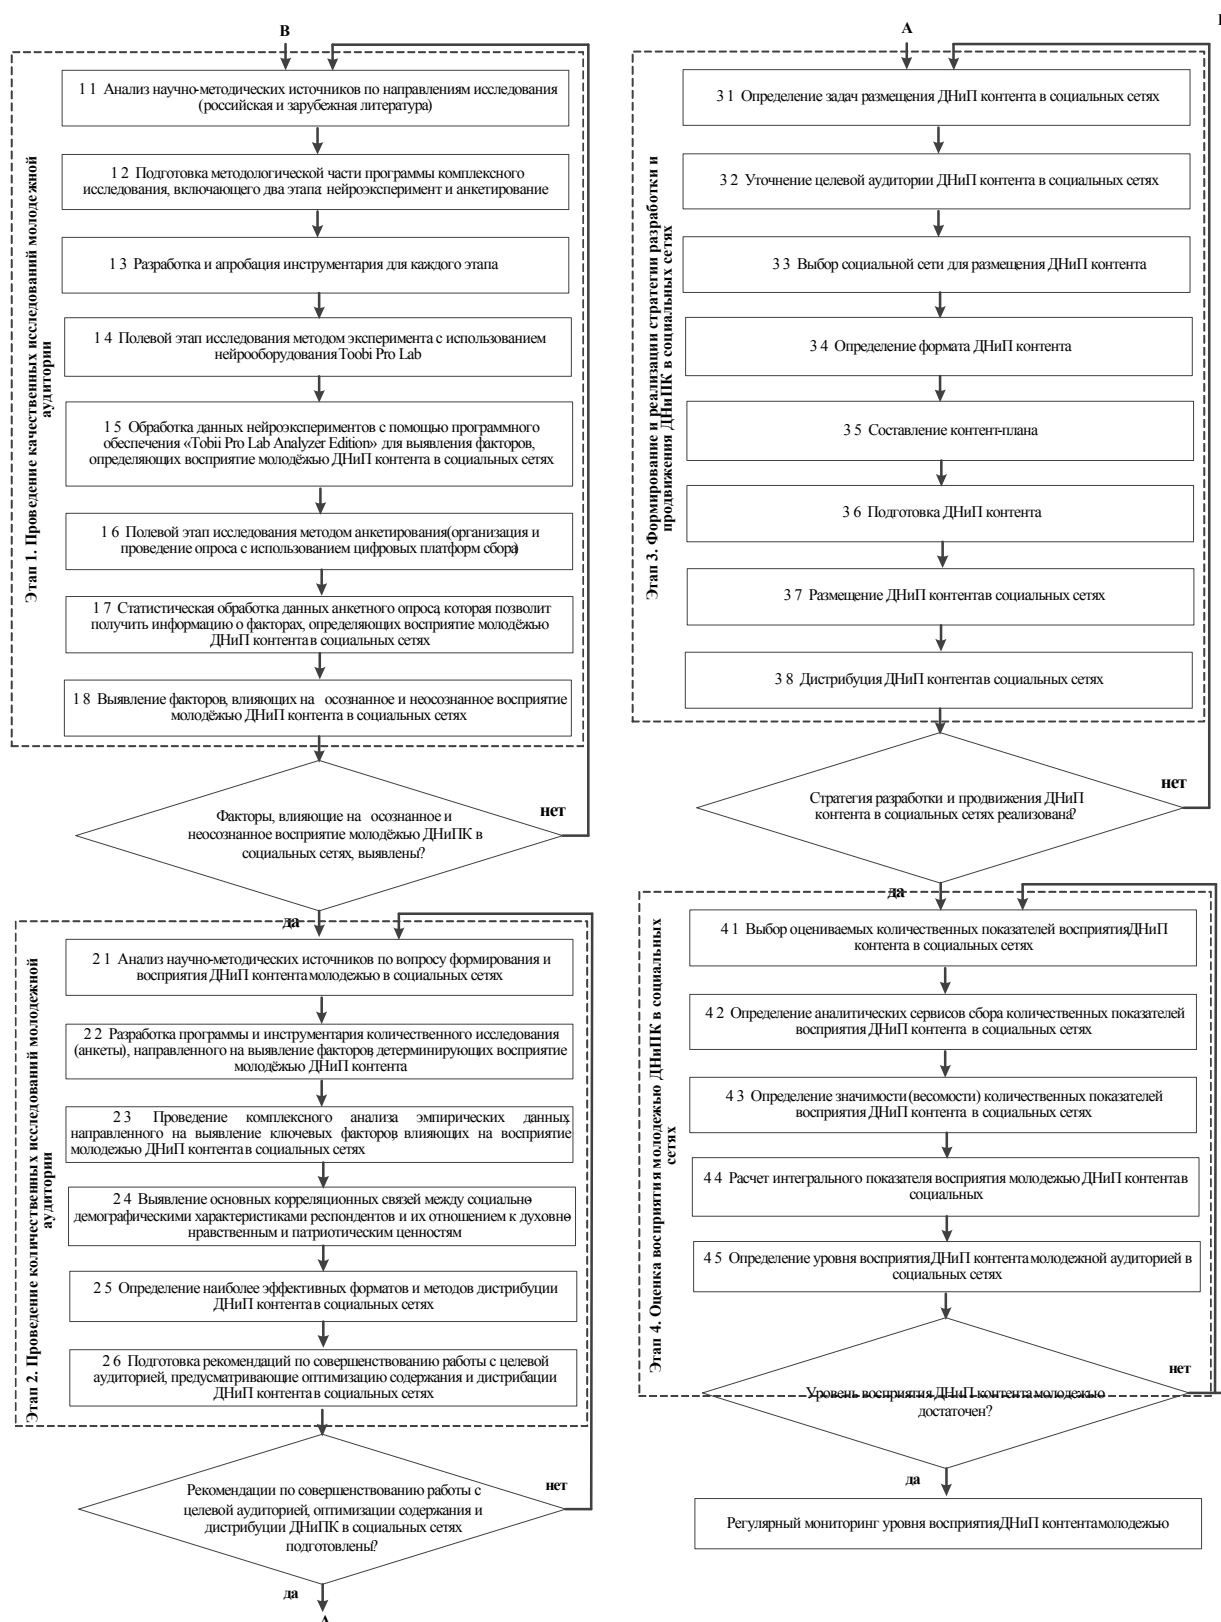 В
1 1 Анализ научно-методических источников по направлениям исследования
(российская и зарубежная литература)
1 2 Подготовка методологической части программы комплексного
исследования, включающего два этапа нейроэксперимент и анкетирование
1 3 Разработка и апробация инструментария для каждого этапа
1 4 Полевой этап исследования методом эксперимента с использованием
нейрооборудования Toobi Pro Lab
1 5 Обработка данных нейроэкспериментов с помощью программного
обеспечения «Tobii Pro Lab Analyzer Edition» для выявления факторов,
определяющих восприятие молодёжью ДНиП контента в социальных сетях
1 6 Полевой этап исследования методом анкетирования(организация и
проведение опроса с использованием цифровых платформ сбора)
1 7 Статистическая обработка данных анкетного опроса, которая позволит
получить информацию о факторах, определяющих восприятие молодёжью
ДНиП контента в социальных сетях
1 8 Выявление факторов, влияющих на осознанное и неосознанное восприятие
молодёжью ДНиП контента в социальных сетях
Этап 1. Проведение качественных исследований молодежной
аудитории
Факторы, влияющие на осознанное и
неосознанное восприятие молодёжью ДНиПК в
социальных сетях, выявлены?
нет
да
2 1 Анализ научно-методических источников по вопросу формирования и
восприятия ДНиП контента молодежью в социальных сетях
2 2 Разработка программы и инструментария количественного исследования
(анкеты), направленного на выявление факторов, детерминирующих восприятие
молодёжью ДНиП контента
2 3 Проведение комплексного анализа эмпирических данных,
направленного на выявление ключевых факторов, влияющих на восприятие
молодежью ДНиП контента в социальных сетях
2 4 Выявление основных корреляционных связей между социально-
демографическими характеристиками респондентов и их отношением к духовно-
нравственным и патриотическим ценностям
2 5 Определение наиболее эффективных форматов и методов дистрибуции
ДНиП контента в социальных сетях
2 6 Подготовка рекомендаций по совершенствованию работы с целевой
аудиторией, предусматривающие оптимизацию содержания и дистрибации
ДНиП контента в социальных сетях
Этап 2. Проведение количественных исследований молодежной
аудитории
Рекомендации по совершенствованию работы с
целевой аудиторией, оптимизации содержания и
дистрибуции ДНиПК в социальных сетях
подготовлены?
нет
да
А
А
3 1 Определение задач размещения ДНиП контента в социальных сетях
3 2 Уточнение целевой аудитории ДНиП контента в социальных сетях
3 3 Выбор социальной сети для размещения ДНиП контента
3 4 Определение формата ДНиП контента
3 5 Составление контент-плана
3 6 Подготовка ДНиП контента
3 7 Размещение ДНиП контента в социальных сетях
3 8 Дистрибуция ДНиП контента в социальных сетях
Этап 3. Формирование и реализации стратегии разработки и
продвижения ДНиПК в социальных сетях
Стратегия разработки и продвижения ДНиП
контента в социальных сетях реализована?
нет
да
4 1 Выбор оцениваемых количественных показателей восприятия ДНиП
контента в социальных сетях
4 2 Определение аналитических сервисов сбора количественных показателей
восприятия ДНиП контента в социальных сетях
4 3 Определение значимости (весомости) количественных показателей
восприятия ДНиП контента в социальных сетях
4 4 Расчет интегрального показателя восприятия молодежью ДНиП контента в
социальных
4 5 Определение уровня восприятия ДНиП контента молодежной аудиторией в
социальных сетях
Этап 4. Оценка восприятия молодежью ДНиПК в социальных
сетях
Уровень восприятия ДНиП контента молодежью
достаточен?
нет
да
Регулярный мониторинг уровня восприятия ДНиП контента молодежью